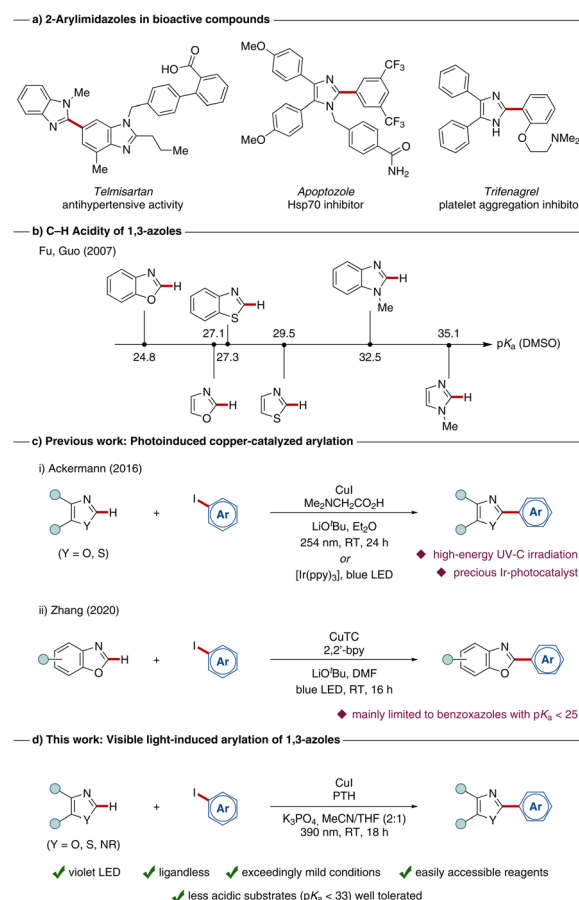 a) 2-Arylimidazoles in bioactive compounds
N
N
Me
N
N
Me
Me
HO
O
Telmisartan
antihypertensive activity
MeO
MeO
N
N
CF3
CF3
O
NH2
Apoptozole
Hsp70 inhibitor
N
NH
O
NMe2
Trifenagrel
platelet aggregation inhibito
b) C–H Acidity of 1,3-azoles
Fu, Guo (2007)
N
O
H
N
S
H
N
N
H
Me
27.1
29.5
35.1
pKa (DMSO)
24.8
27.3
32.5
N
O
H
N
S
H
N
N
H
Me
c) Previous work: Photoinduced copper-catalyzed arylation
i) Ackermann (2016)
N
Y
H
(Y = O, S)
+
I
Ar
CuI
Me2NCH2CO2H
LiOtBu, Et2O
254 nm, RT, 24 h
or
[Ir(ppy)3], blue LED
N
Y
Ar
high-energy UV-C irradiation
precious Ir-photocatalyst
ii) Zhang (2020)
N
O
H
+
I
Ar
CuTC
2,2'-bpy
LiOtBu, DMF
blue LED, RT, 16 h
N
O
Ar
mainly limited to benzoxazoles with pKa < 25
d) This work: Visible light-induced arylation of 1,3-azoles
N
Y
H
(Y = O, S, NR)
+
I
Ar
CuI
PTH
K3PO4, MeCN/THF (2:1)
390 nm, RT, 18 h
N
Y
Ar
violet LED
ligandless
exceedingly mild conditions
easily accessible reagents
less acidic substrates (pKa < 33) well tolerated